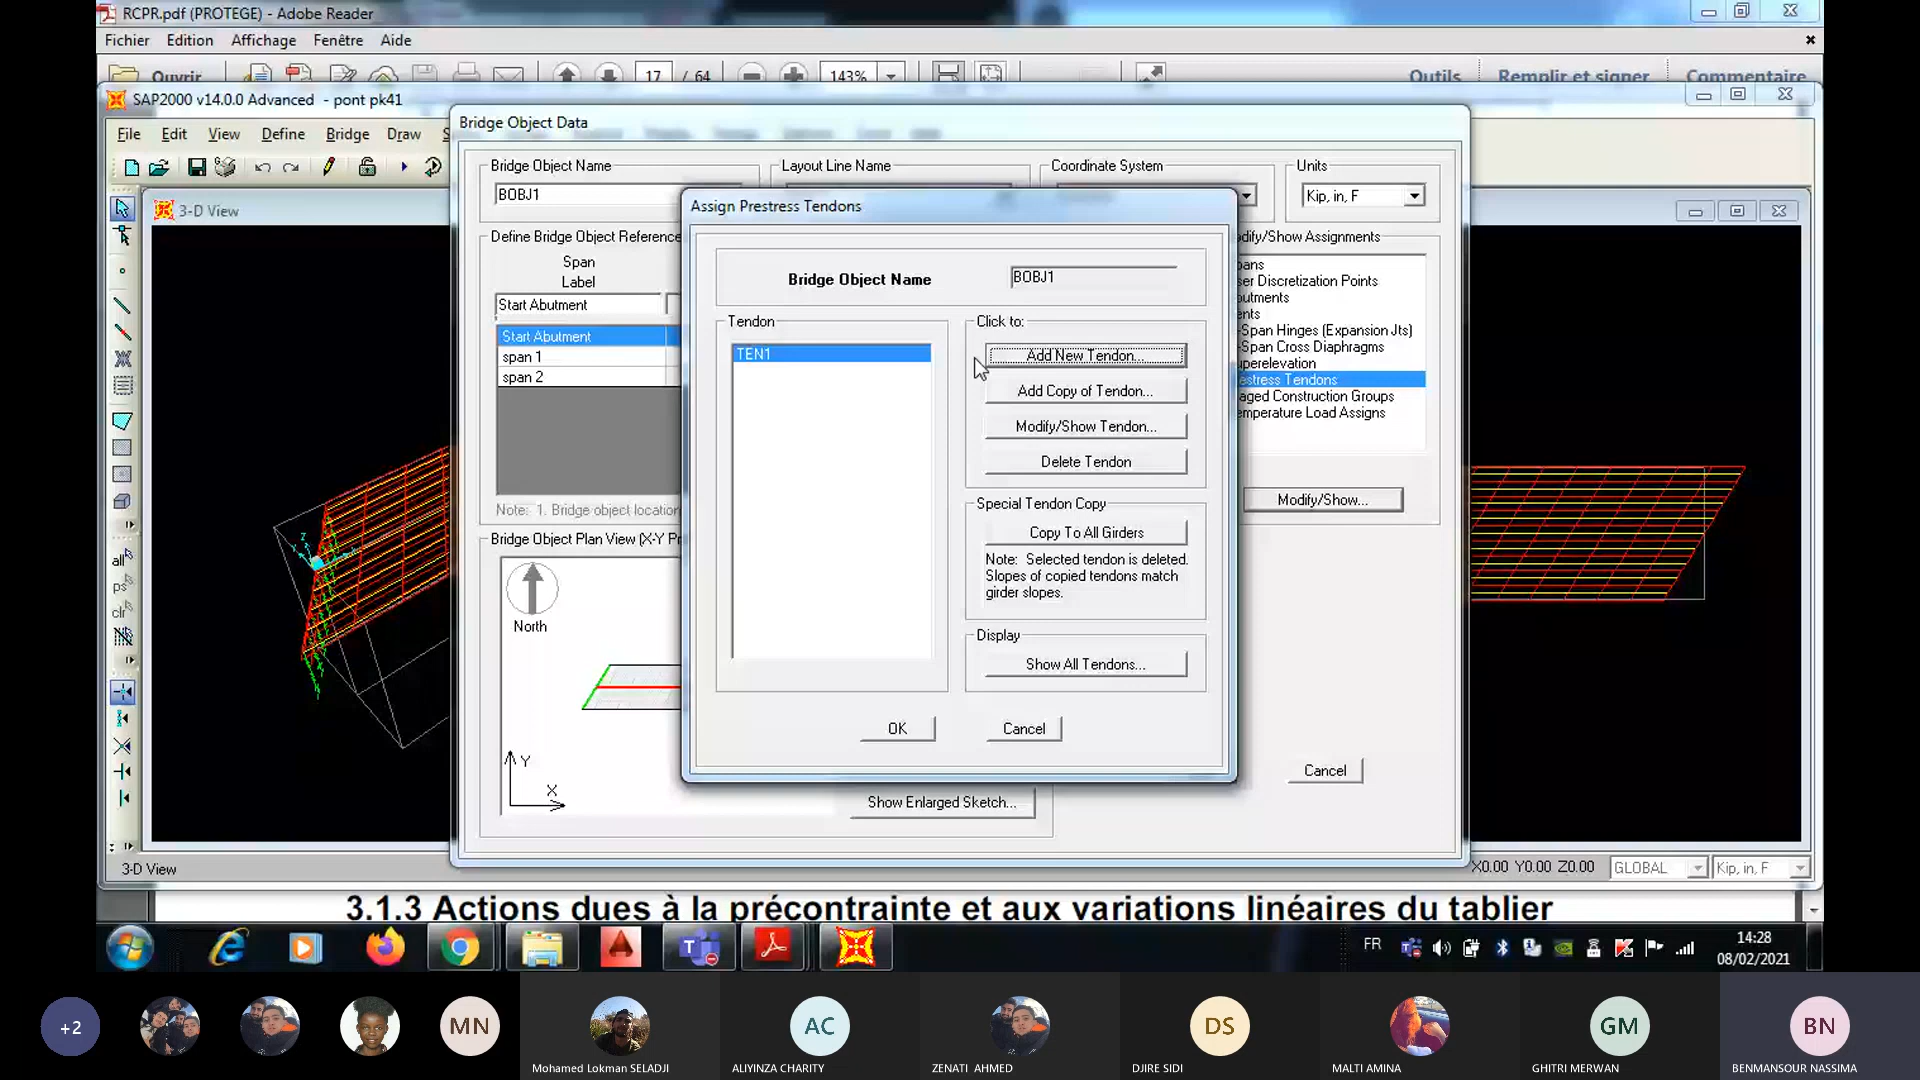 RCPR.pdf (PROTEGE) - Adobe Reader
Fichier Edition Affichage Fenêtre Aide
Ouvrir 17 / 64 143% Outils Remplir et signer Commentaire
SAP2000 v14.0.0 Advanced - pont pk41
File Edit View Define Bridge Draw S
Bridge Object Data
Bridge Object Name
BOBJ1
Layout Line Name
Coordinate System
Units
Kip, in, F
3-D View
Define Bridge Object Reference
Span
Label
Start Abutment
Start Abutment
span 1
span 2
Note: 1. Bridge object location
Bridge Object Plan View (X-Y Pr
North
Y
X
Show Enlarged Sketch...
Assign Prestress Tendons
Bridge Object Name BOBJ1
Tendon
TEN1
Click to:
Add New Tendon...
Add Copy of Tendon...
Modify/Show Tendon...
Delete Tendon
Special Tendon Copy
Copy To All Girders
Note: Selected tendon is deleted.
Slopes of copied tendons match
girder slopes.
Display
Show All Tendons...
OK Cancel
dify/Show Assignments
ans
ser Discretization Points
outments
ents
-Span Hinges (Expansion Jts)
-Span Cross Diaphragms
uperelevation
estress Tendons
aged Construction Groups
emperature Load Assigns
Modify/Show...
Cancel
all
ps
clr
Z
3-D View
X0.00 Y0.00 Z0.00 GLOBAL Kip, in, F
3.1.3 Actions dues à la précontrainte et aux variations linéaires du tablier
FR
14:28
08/02/2021
+2
MN
AC
DS
GM
BN
Mohamed Lokman SELADJI
ALIYINZA CHARITY
ZENATI AHMED
DJIRE SIDI
MALTI AMINA
GHITRI MERWAN
BENMANSOUR NASSIMA